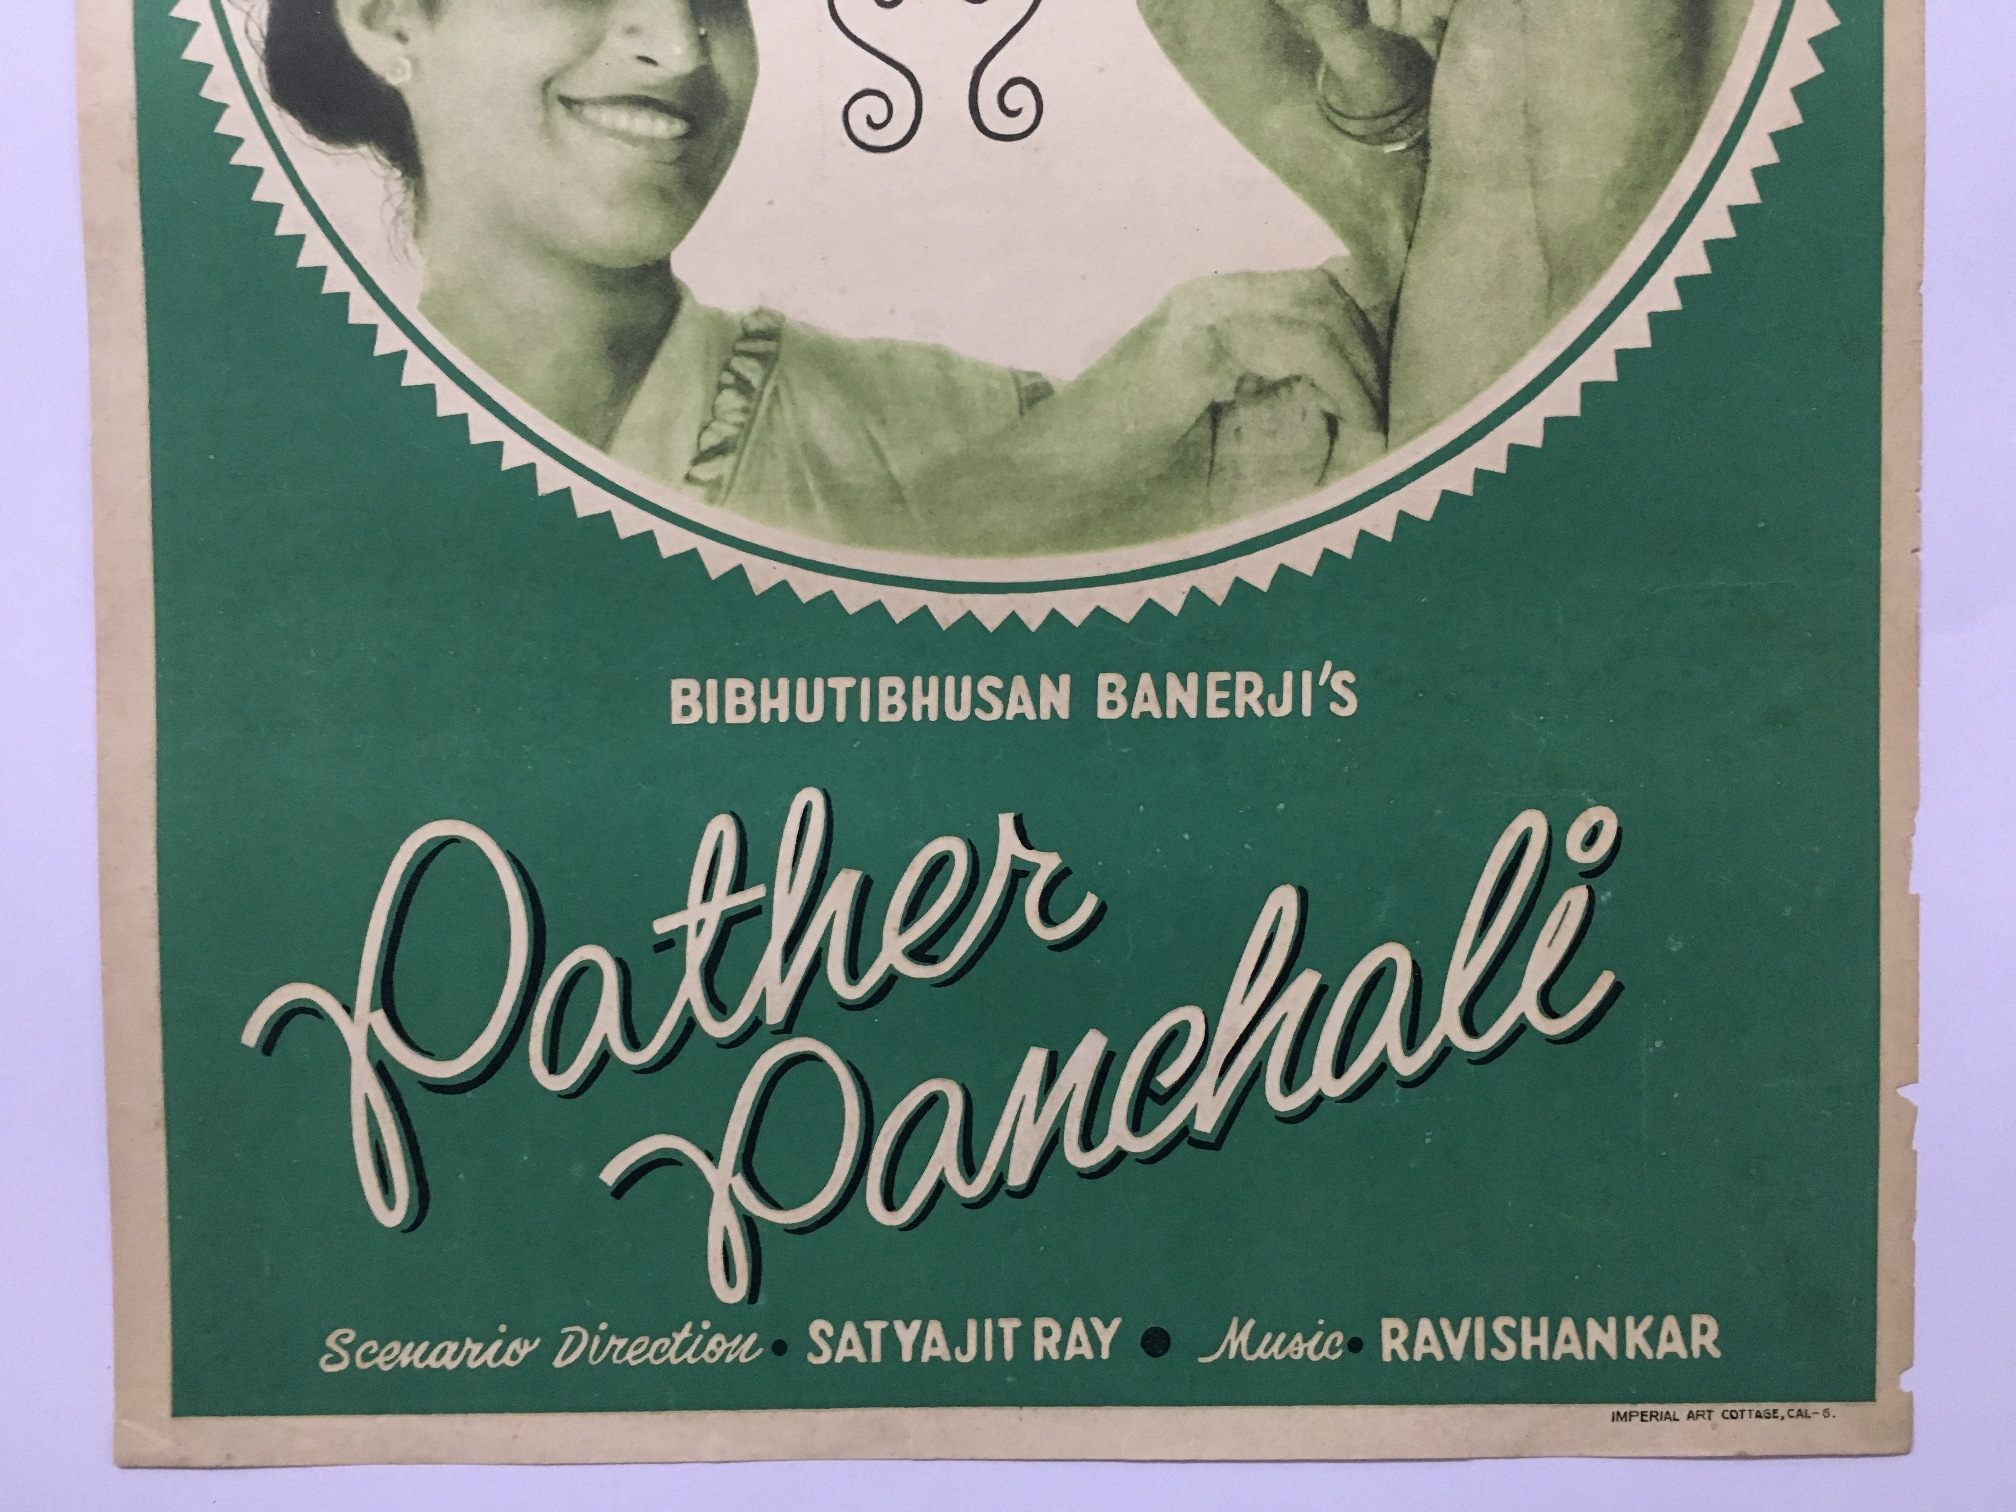 BIBHUTIBHUSAN BANERJI'S
Pather
Panchali
Scenario Direction • SATYAJIT RAY • Music • RAVISHANKAR
IMPERIAL ART COTTAGE, CAL-6.